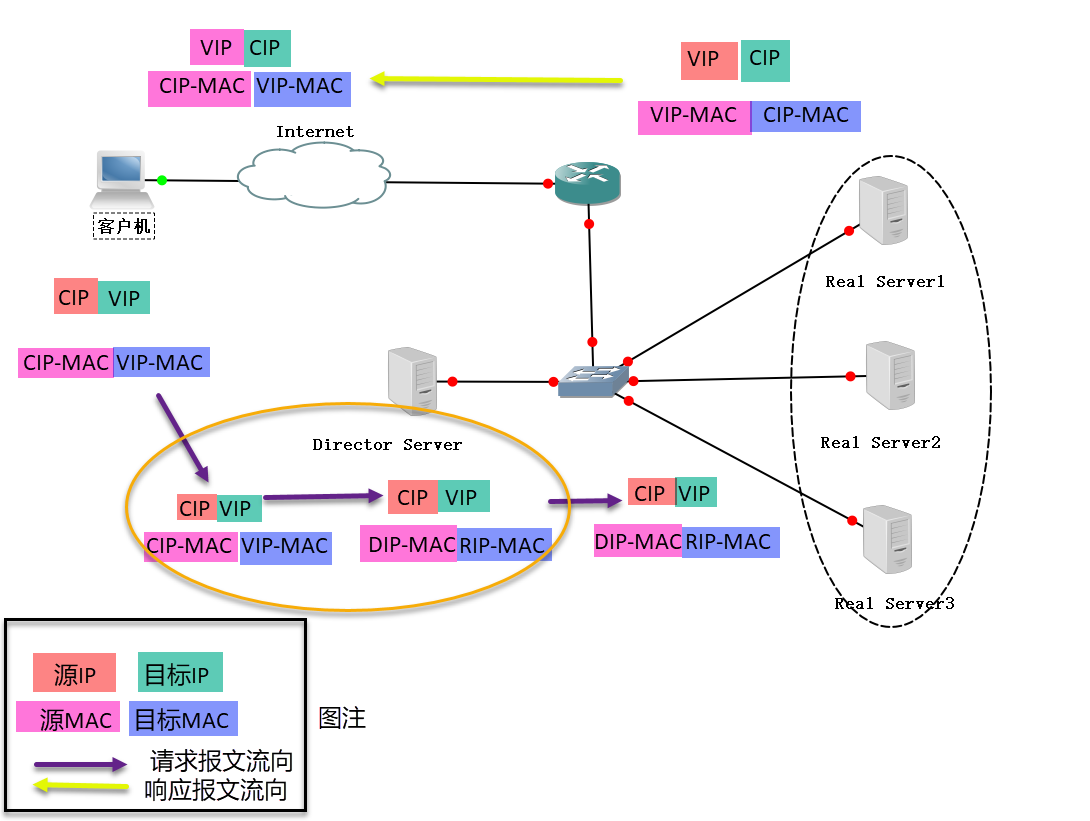 VIP CIP
CIP-MAC VIP-MAC
VIP CIP
VIP-MAC CIP-MAC
Internet
客户机
Real Server1
CIP VIP
CIP-MAC VIP-MAC
Director Server
Real Server2
CIP VIP
CIP-MAC VIP-MAC
CIP VIP
DIP-MAC RIP-MAC
CIP VIP
DIP-MAC RIP-MAC
Real Server3
源IP 目标IP
源MAC 目标MAC
请求报文流向
响应报文流向
图注